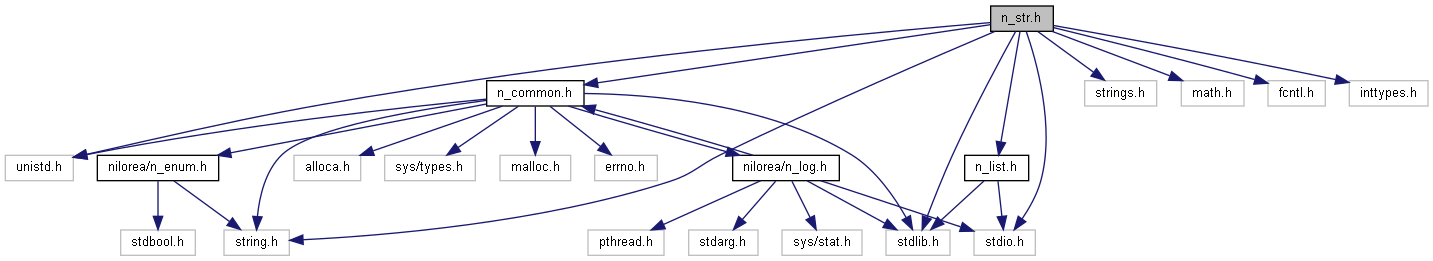 n_str.h
n_common.h
strings.h
math.h
fcntl.h
inttypes.h
unistd.h
nilorea/n_enum.h
alloca.h
sys/types.h
malloc.h
errno.h
nilorea/n_log.h
n_list.h
stdbool.h
string.h
pthread.h
stdarg.h
sys/stat.h
stdlib.h
stdio.h